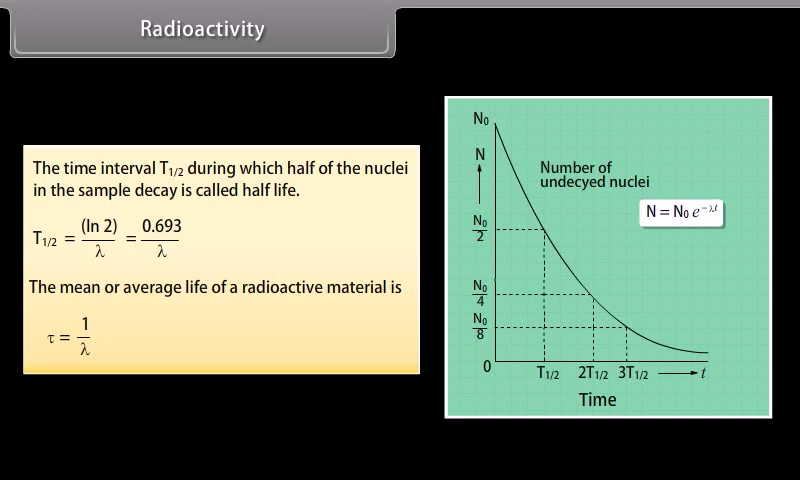 Radioactivity
The time interval T1/2 during which half of the nuclei
in the sample decay is called half life.
T1/2 = (ln 2)/λ = 0.693/λ
The mean or average life of a radioactive material is
τ = 1/λ
N0
N
Number of
undecyed nuclei
N = N0 e^−λt
N0/2
N0/4
N0/8
0
T1/2 2T1/2 3T1/2 t
Time